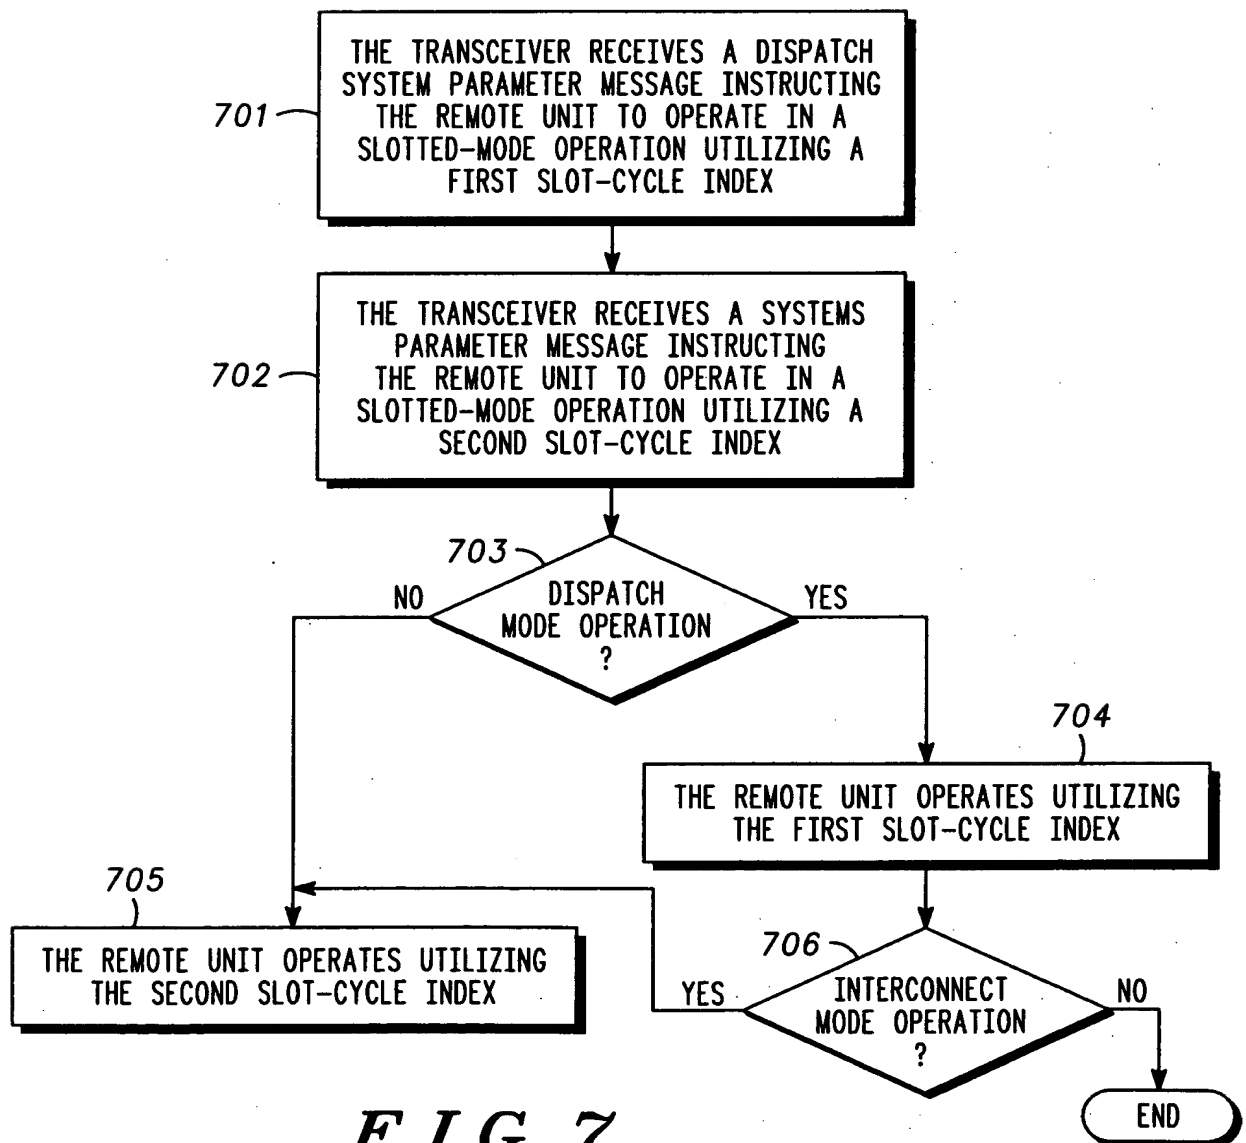 THE TRANSCEIVER RECEIVES A DISPATCH
SYSTEM PARAMETER MESSAGE INSTRUCTING
THE REMOTE UNIT TO OPERATE IN A
SLOTTED-MODE OPERATION UTILIZING A
FIRST SLOT-CYCLE INDEX
701
THE TRANSCEIVER RECEIVES A SYSTEMS
PARAMETER MESSAGE INSTRUCTING
THE REMOTE UNIT TO OPERATE IN A
SLOTTED-MODE OPERATION UTILIZING A
SECOND SLOT-CYCLE INDEX
702
703
NO
DISPATCH
MODE OPERATION
?
YES
704
THE REMOTE UNIT OPERATES UTILIZING
THE FIRST SLOT-CYCLE INDEX
705
THE REMOTE UNIT OPERATES UTILIZING
THE SECOND SLOT-CYCLE INDEX
706
YES
INTERCONNECT
MODE OPERATION
?
NO
END
FIG 7